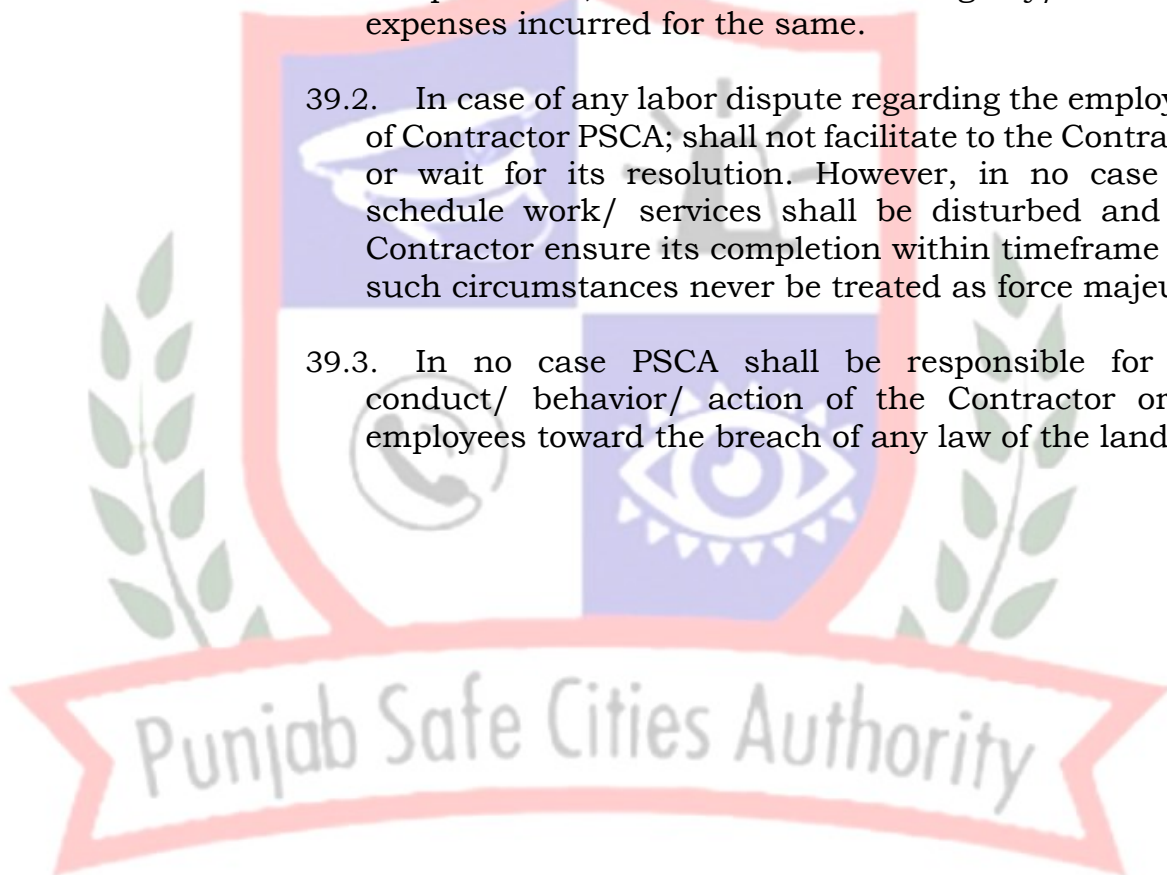 expenses incurred for the same.
39.2. In case of any labor dispute regarding the
of Contractor PSCA; shall not facilitate to the
or wait for its resolution. However, in no case
schedule work/ services shall be disturbed and
Contractor ensure its completion within timeframe
such circumstances never be treated as force
39.3. In no case PSCA shall be responsible for
conduct/ behavior/ action of the Contractor or
employees toward the breach of any law of the land
Punjab Safe Cities Authority